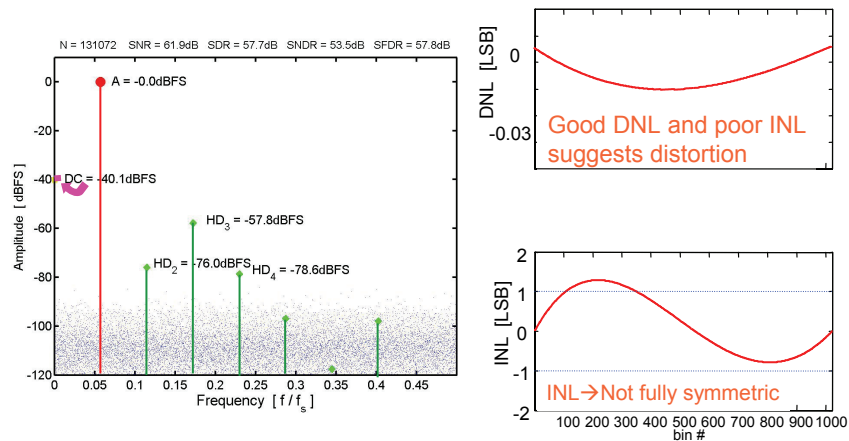 N = 131072 SNR = 61.9dB SDR = 57.7dB SNDR = 53.5dB SFDR = 57.8dB
A = -0.0dBFS
DC = -40.1dBFS
HD3 = -57.8dBFS
HD2 = -76.0dBFS
HD4 = -78.6dBFS
0
-20
-40
-60
-80
-100
-120
Amplitude [ dBFS ]
0 0.05 0.1 0.15 0.2 0.25 0.3 0.35 0.4 0.45
Frequency [ f / fs ]
DNL [LSB]
0
-0.03
Good DNL and poor INL
suggests distortion
INL [LSB]
2
1
0
-1
-2
INL→Not fully symmetric
100 200 300 400 500 600 700 800 900 1000
bin #